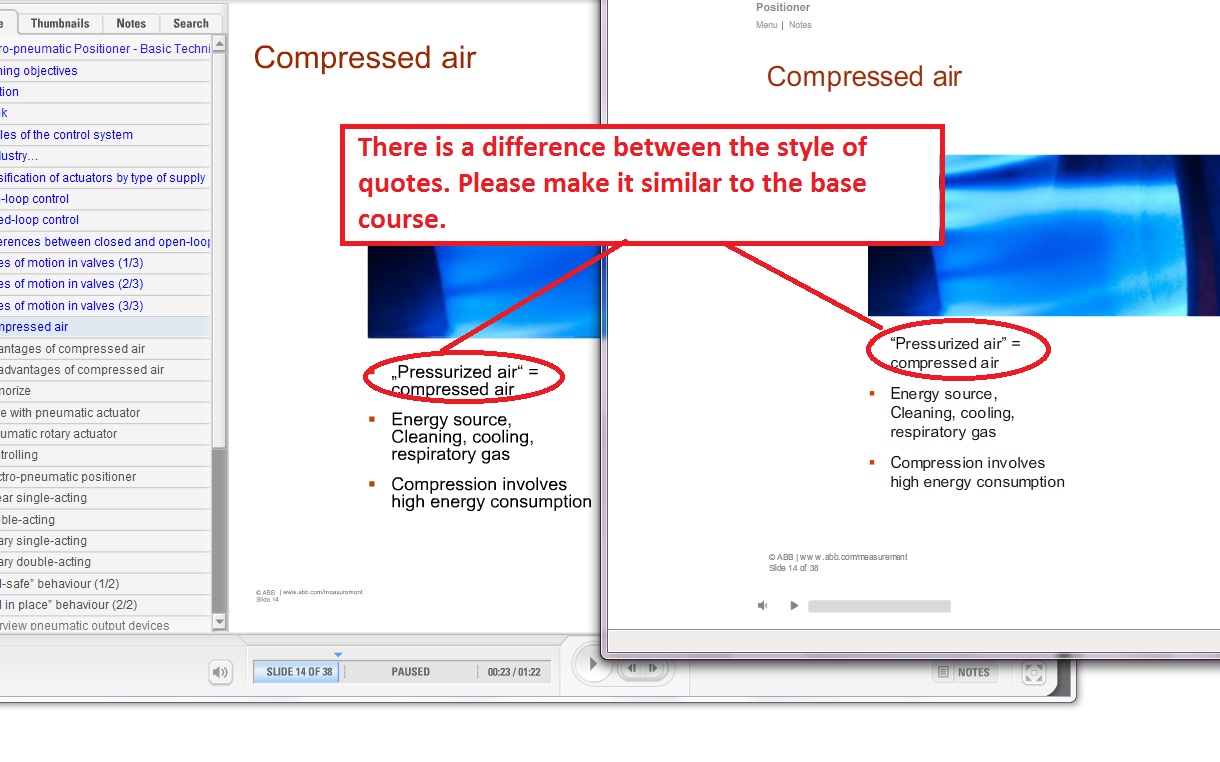 e
Thumbnails
Notes
Search
ro-pneumatic Positioner - Basic Techni
ning objectives
tion
k
les of the control system
dustry...
sification of actuators by type of supply
-loop control
ed-loop control
erences between closed and open-loop
es of motion in valves (1/3)
es of motion in valves (2/3)
es of motion in valves (3/3)
mpressed air
antages of compressed air
advantages of compressed air
morize
e with pneumatic actuator
umatic rotary actuator
trolling
ctro-pneumatic positioner
ear single-acting
ble-acting
ary single-acting
ary double-acting
l-safe” behaviour (1/2)
l in place” behaviour (2/2)
rview pneumatic output devices
Compressed air
There is a difference between the style of
quotes. Please make it similar to the base
course.
„Pressurized air“ =
compressed air
Energy source,
Cleaning, cooling,
respiratory gas
Compression involves
high energy consumption
© ABB | www.abb.com/measurement
Slide 14
SLIDE 14 OF 38
PAUSED
00:23 / 01:22
NOTES
Positioner
Menu | Notes
Compressed air
“Pressurized air” =
compressed air
Energy source,
Cleaning, cooling,
respiratory gas
Compression involves
high energy consumption
© ABB | www.abb.com/measurement
Slide 14 of 38